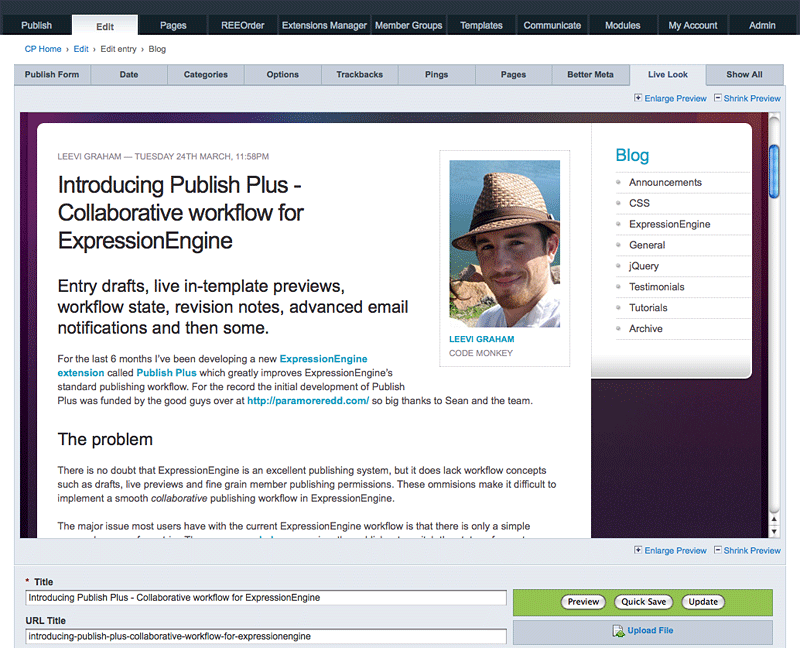 Publish Edit Pages REEOrder Extensions Manager Member Groups Templates Communicate Modules My Account Admin
CP Home › Edit › Edit entry › Blog
Publish Form Date Categories Options Trackbacks Pings Pages Better Meta Live Look Show All
Enlarge Preview Shrink Preview
LEEVI GRAHAM — TUESDAY 24TH MARCH, 11:58PM
Introducing Publish Plus -
Collaborative workflow for
ExpressionEngine
Entry drafts, live in-template previews,
workflow state, revision notes, advanced email
notifications and then some.
LEEVI GRAHAM
CODE MONKEY
For the last 6 months I've been developing a new ExpressionEngine
extension called Publish Plus which greatly improves ExpressionEngine's
standard publishing workflow. For the record the initial development of Publish
Plus was funded by the good guys over at http://paramoreredd.com/ so big thanks to Sean and the team.
The problem
There is no doubt that ExpressionEngine is an excellent publishing system, but it does lack workflow concepts
such as drafts, live previews and fine grain member publishing permissions. These ommisions make it difficult to
implement a smooth collaborative publishing workflow in ExpressionEngine.
The major issue most users have with the current ExpressionEngine workflow is that there is only a simple
Blog
Announcements
CSS
ExpressionEngine
General
jQuery
Testimonials
Tutorials
Archive
Enlarge Preview Shrink Preview
* Title
Introducing Publish Plus - Collaborative workflow for ExpressionEngine
URL Title
introducing-publish-plus-collaborative-workflow-for-expressionengine
Preview Quick Save Update
Upload File